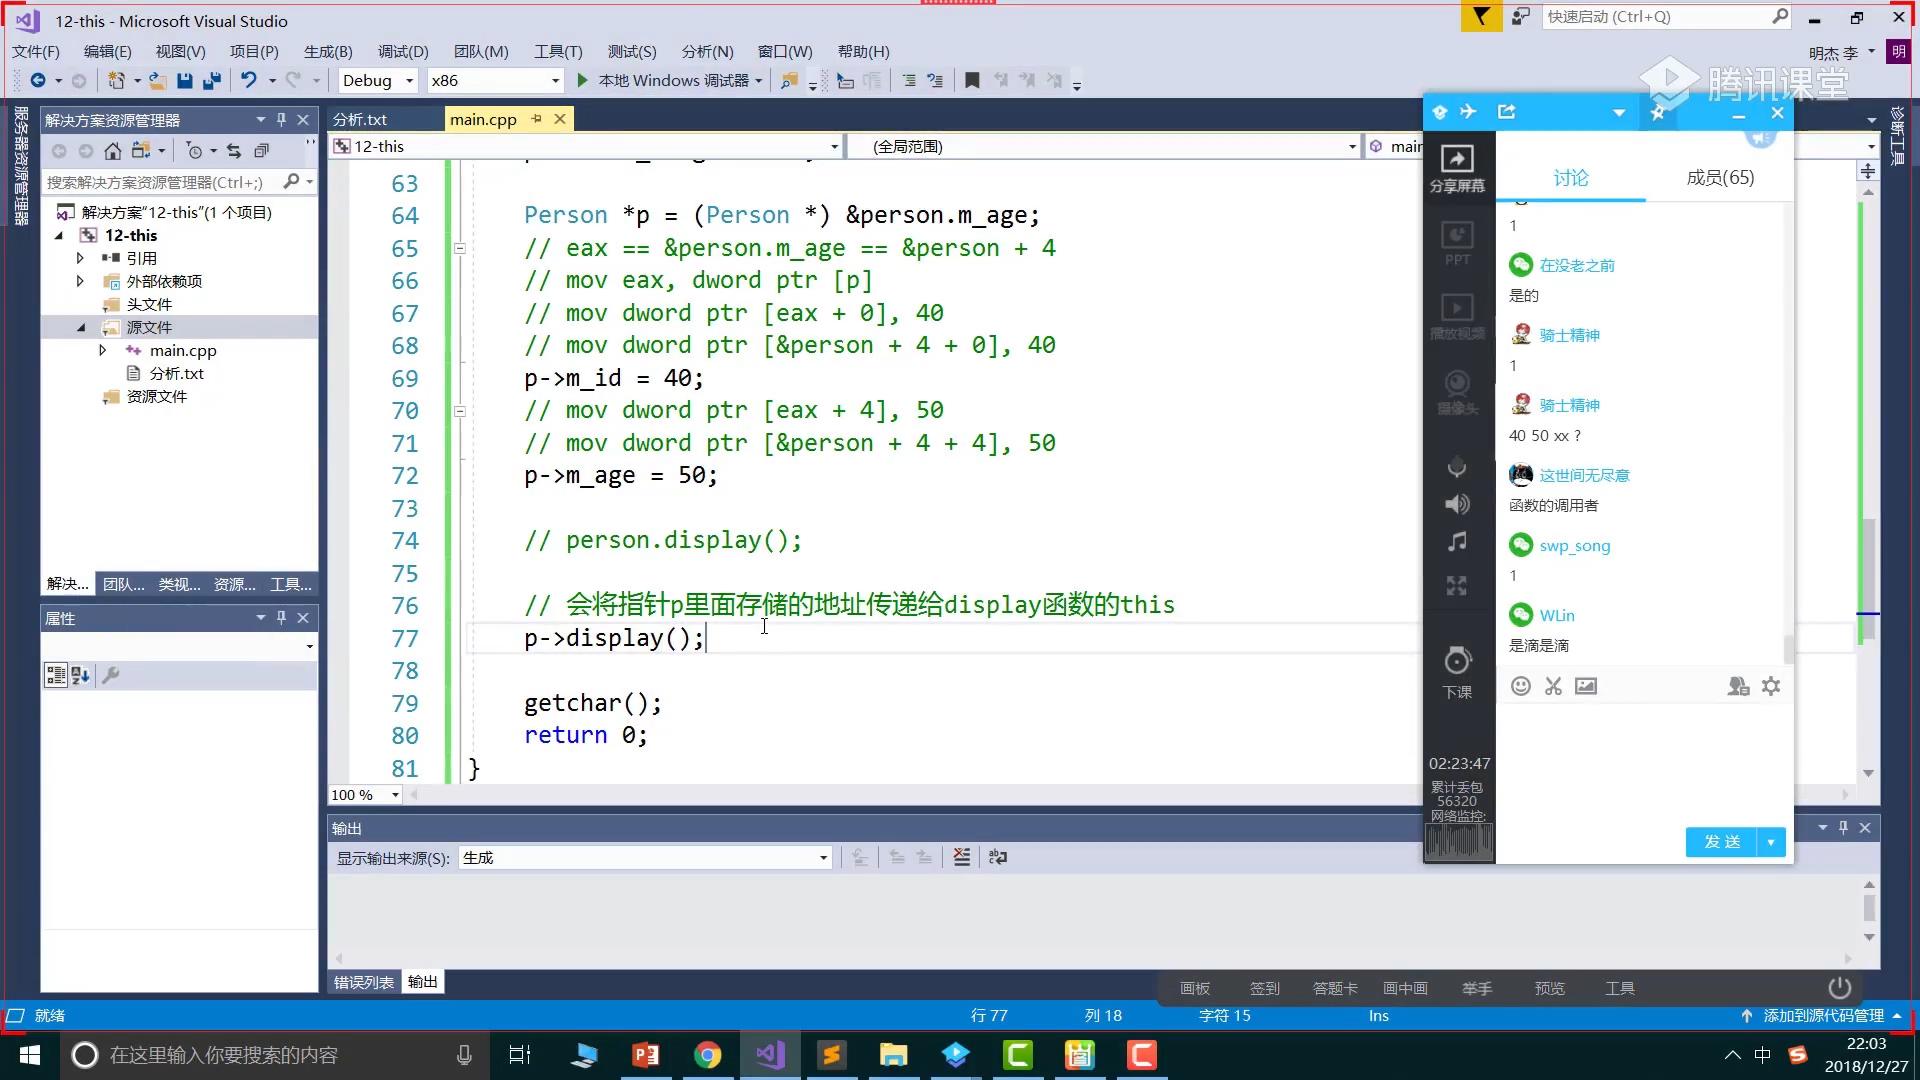 12-this - Microsoft Visual Studio
快速启动 (Ctrl+Q)
文件(F) 编辑(E) 视图(V) 项目(P) 生成(B) 调试(D) 团队(M) 工具(T) 测试(S) 分析(N) 窗口(W) 帮助(H)
明杰 李 明
Debug x86 本地 Windows 调试器
腾讯课堂
服务器资源管理器
诊断工具
解决方案资源管理器
搜索解决方案资源管理器(Ctrl+;)
解决方案"12-this"(1 个项目)
12-this
引用
外部依赖项
头文件
源文件
main.cpp
分析.txt
资源文件
解决... 团队... 类视... 资源... 工具...
属性
分析.txt main.cpp
12-this (全局范围) main
63
64 Person *p = (Person *) &person.m_age;
65 // eax == &person.m_age == &person + 4
66 // mov eax, dword ptr [p]
67 // mov dword ptr [eax + 0], 40
68 // mov dword ptr [&person + 4 + 0], 40
69 p->m_id = 40;
70 // mov dword ptr [eax + 4], 50
71 // mov dword ptr [&person + 4 + 4], 50
72 p->m_age = 50;
73
74 // person.display();
75
76 // 会将指针p里面存储的地址传递给display函数的this
77 p->display();
78
79 getchar();
80 return 0;
81 }
100 %
输出
显示输出来源(S): 生成
错误列表 输出
分享屏幕
PPT
播放视频
摄像头
下课
02:23:47
累计丢包
56320
网络监控:
讨论 成员(65)
1
在没老之前
是的
骑士精神
1
骑士精神
40 50 xx ?
这世间无尽意
函数的调用者
swp_song
1
WLin
是滴是滴
发 送
画板 签到 答题卡 画中画 举手 预览 工具
就绪 行 77 列 18 字符 15 Ins 添加到源代码管理
在这里输入你要搜索的内容
中
22:03
2018/12/27